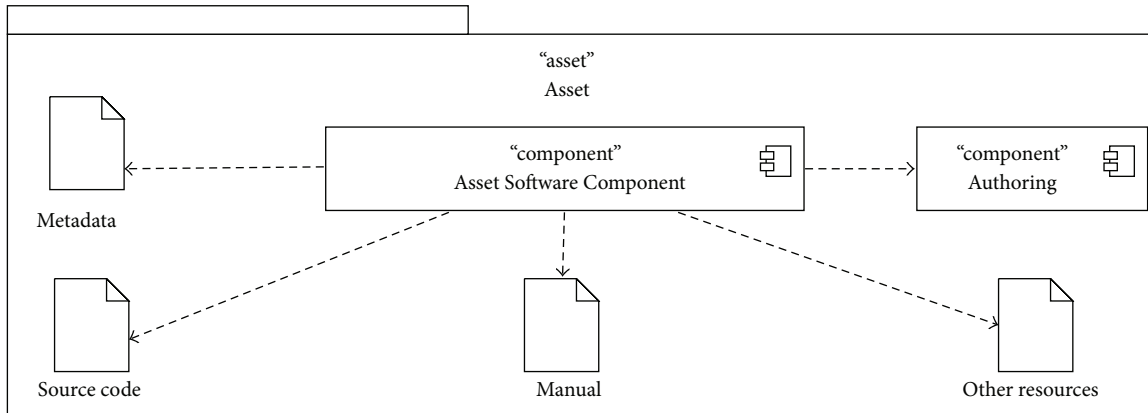 “asset”
Asset
“component”
Asset Software Component
“component”
Authoring
Metadata
Source code
Manual
Other resources